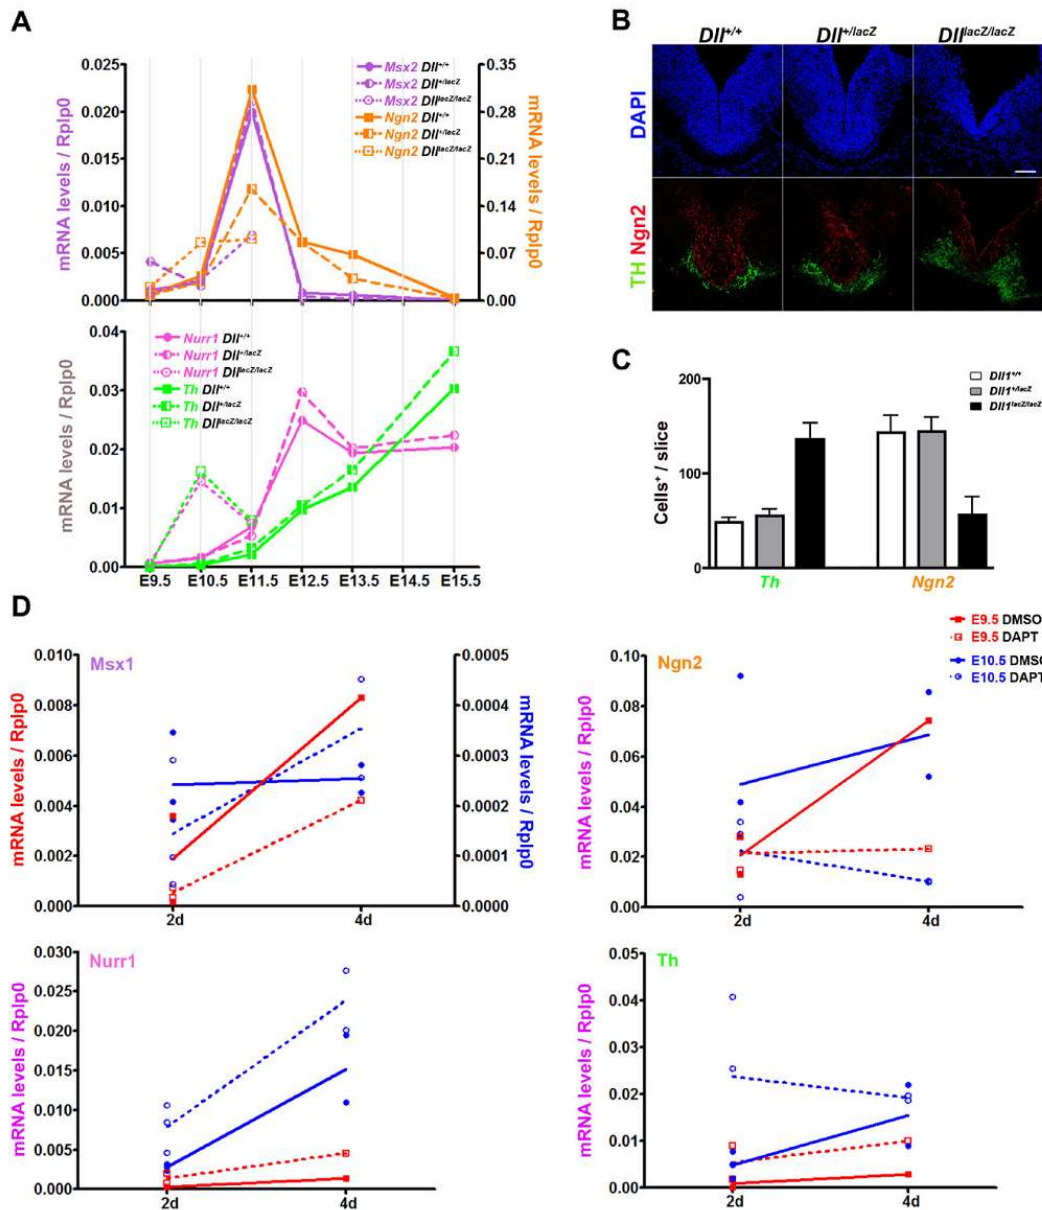 A
mRNA levels / Rplp0
0.025
0.020
0.015
0.010
0.005
0.000
Msx2 Dll+/+
Msx2 Dll+/lacZ
Msx2 DlllacZ/lacZ
Ngn2 Dll+/+
Ngn2 Dll+/lacZ
Ngn2 DlllacZ/lacZ
0.35
0.28
0.21
0.14
0.07
0.00
mRNA levels / Rplp0
mRNA levels / Rplp0
0.04
0.03
0.02
0.01
0.00
Nurr1 Dll+/+
Nurr1 Dll+/lacZ
Nurr1 DlllacZ/lacZ
Th Dll+/+
Th Dll+/lacZ
Th DlllacZ/lacZ
E9.5 E10.5 E11.5 E12.5 E13.5 E14.5 E15.5
B
Dll+/+ Dll+/lacZ DlllacZ/lacZ
DAPI
TH Ngn2
C
Cells+ / slice
200
100
0
Dll1+/+
Dll1+/lacZ
Dll1lacZ/lacZ
Th Ngn2
D
Msx1
mRNA levels / Rplp0
0.010
0.008
0.006
0.004
0.002
0.000
0.0005
0.0004
0.0003
0.0002
0.0001
0.0000
mRNA levels / Rplp0
2d 4d
Ngn2
mRNA levels / Rplp0
0.10
0.08
0.06
0.04
0.02
0.00
2d 4d
E9.5 DMSO
E9.5 DAPT
E10.5 DMSO
E10.5 DAPT
Nurr1
mRNA levels / Rplp0
0.030
0.025
0.020
0.015
0.010
0.005
0.000
2d 4d
Th
mRNA levels / Rplp0
0.05
0.04
0.03
0.02
0.01
0.00
2d 4d